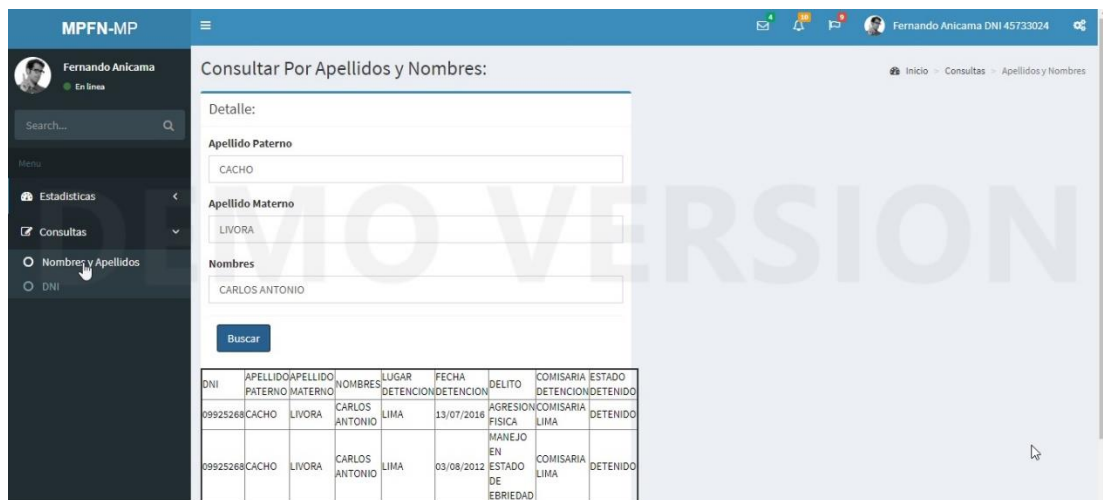 MPFN-MP
4
10
9
Fernando Anicama DNI 45733024
Fernando Anicama
En linea
Search...
Menu
Estadisticas
Consultas
Nombres y Apellidos
DNI
Consultar Por Apellidos y Nombres:
Inicio > Consultas > Apellidos y Nombres
Detalle:
Apellido Paterno
CACHO
Apellido Materno
LIVORA
Nombres
CARLOS ANTONIO
Buscar
DNI APELLIDO PATERNO APELLIDO MATERNO NOMBRES LUGAR DETENCION FECHA DETENCION DELITO COMISARIA DETENCION ESTADO DETENIDO
09925268 CACHO LIVORA CARLOS ANTONIO LIMA 13/07/2016 AGRESION FISICA COMISARIA LIMA DETENIDO
09925268 CACHO LIVORA CARLOS ANTONIO LIMA 03/08/2012 MANEJO EN ESTADO DE EBRIEDAD COMISARIA LIMA DETENIDO
DEMO VERSION